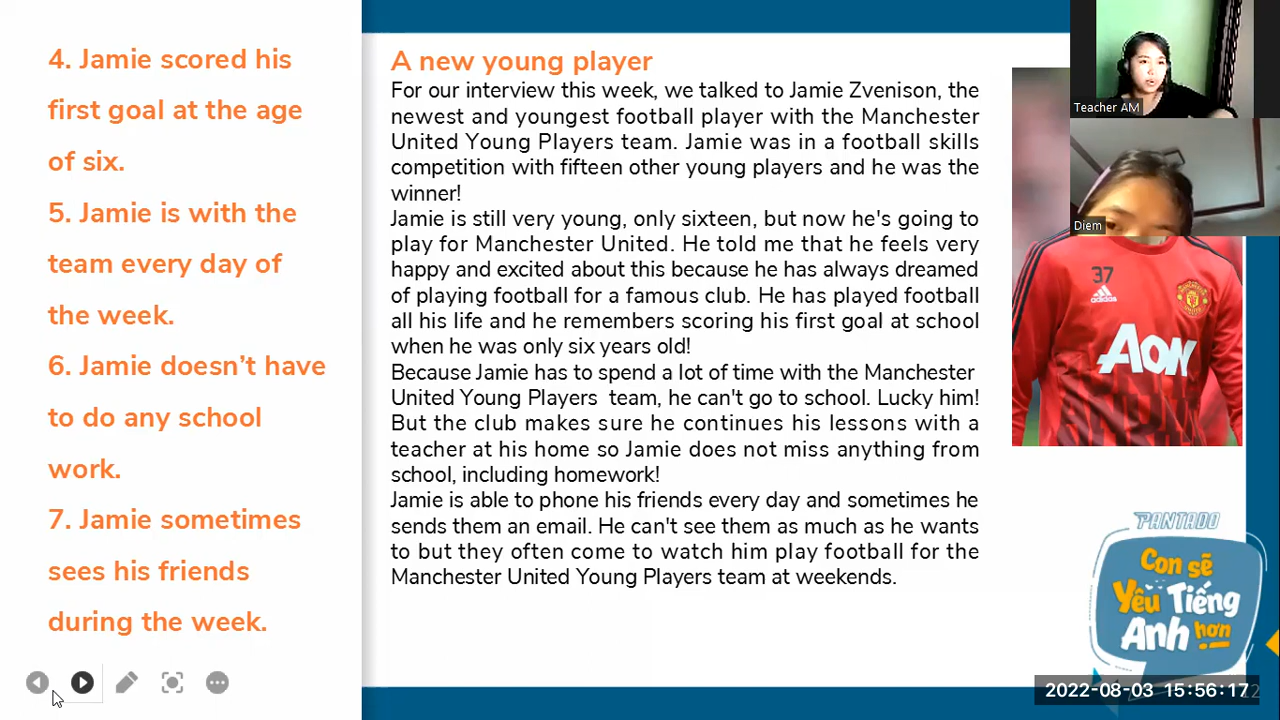 4. Jamie scored his
first goal at the age
of six.
5. Jamie is with the
team every day of
the week.
6. Jamie doesn’t have
to do any school
work.
7. Jamie sometimes
sees his friends
during the week.
A new young player
For our interview this week, we talked to Jamie Zvenison, the
newest and youngest football player with the Manchester
United Young Players team. Jamie was in a football skills
competition with fifteen other young players and he was the
winner!
Jamie is still very young, only sixteen, but now he's going to
play for Manchester United. He told me that he feels very
happy and excited about this because he has always dreamed
of playing football for a famous club. He has played football
all his life and he remembers scoring his first goal at school
when he was only six years old!
Because Jamie has to spend a lot of time with the Manchester
United Young Players team, he can't go to school. Lucky him!
But the club makes sure he continues his lessons with a
teacher at his home so Jamie does not miss anything from
school, including homework!
Jamie is able to phone his friends every day and sometimes he
sends them an email. He can't see them as much as he wants
to but they often come to watch him play football for the
Manchester United Young Players team at weekends.
Teacher AM
Diem
37
adidas
AON
PANTADO
Con sẽ
Yêu Tiếng
Anh hơn
2022-08-03 15:56:17